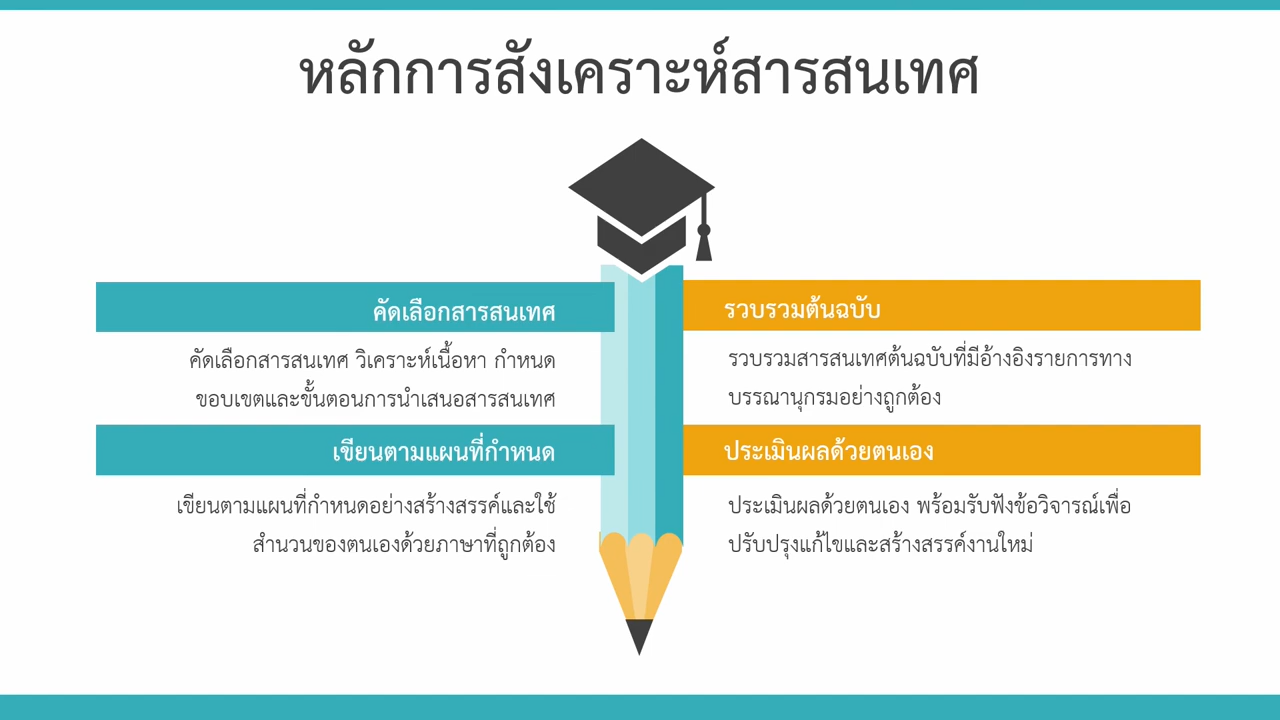 หลักการสังเคราะห์สารสนเทศ
คัดเลือกสารสนเทศ
คัดเลือกสารสนเทศ วิเคราะห์เนื้อหา กำหนด
ขอบเขตและขั้นตอนการนำเสนอสารสนเทศ
รวบรวมต้นฉบับ
รวบรวมสารสนเทศต้นฉบับที่มีอ้างอิงรายการทาง
บรรณานุกรมอย่างถูกต้อง
เขียนตามแผนที่กำหนด
เขียนตามแผนที่กำหนดอย่างสร้างสรรค์และใช้
สำนวนของตนเองด้วยภาษาที่ถูกต้อง
ประเมินผลด้วยตนเอง
ประเมินผลด้วยตนเอง พร้อมรับฟังข้อวิจารณ์เพื่อ
ปรับปรุงแก้ไขและสร้างสรรค์งานใหม่